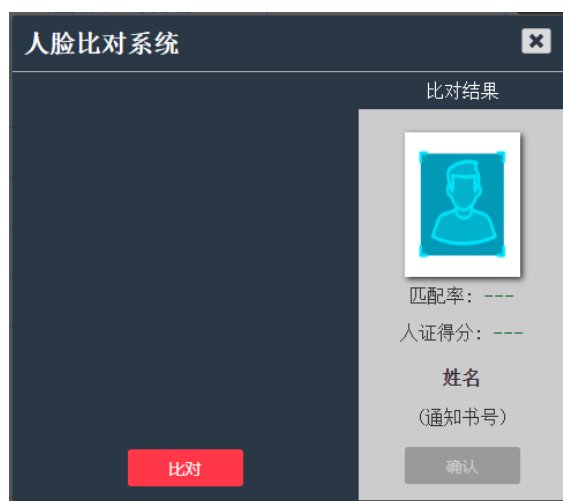 人脸比对系统
比对结果
匹配率: ---
人证得分: ---
姓名
(通知书号)
比对
确认